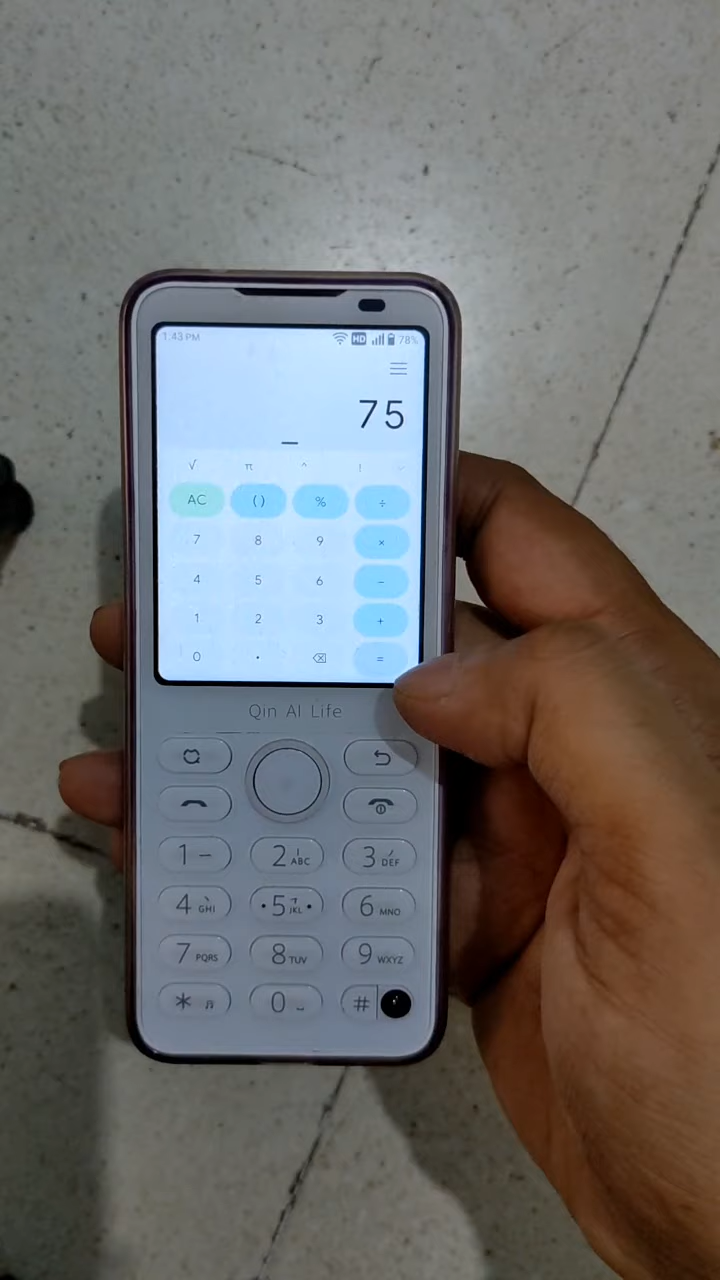 1.43 PM HD 78%
75
√ π ^ !
AC ( ) % ÷
7 8 9 ×
4 5 6 −
1 2 3 +
0 . =
Qin AI Life
1 –
2 ABC
3 DEF
4 GHI
5 JKL
6 MNO
7 PQRS
8 TUV
9 WXYZ
*
0
#